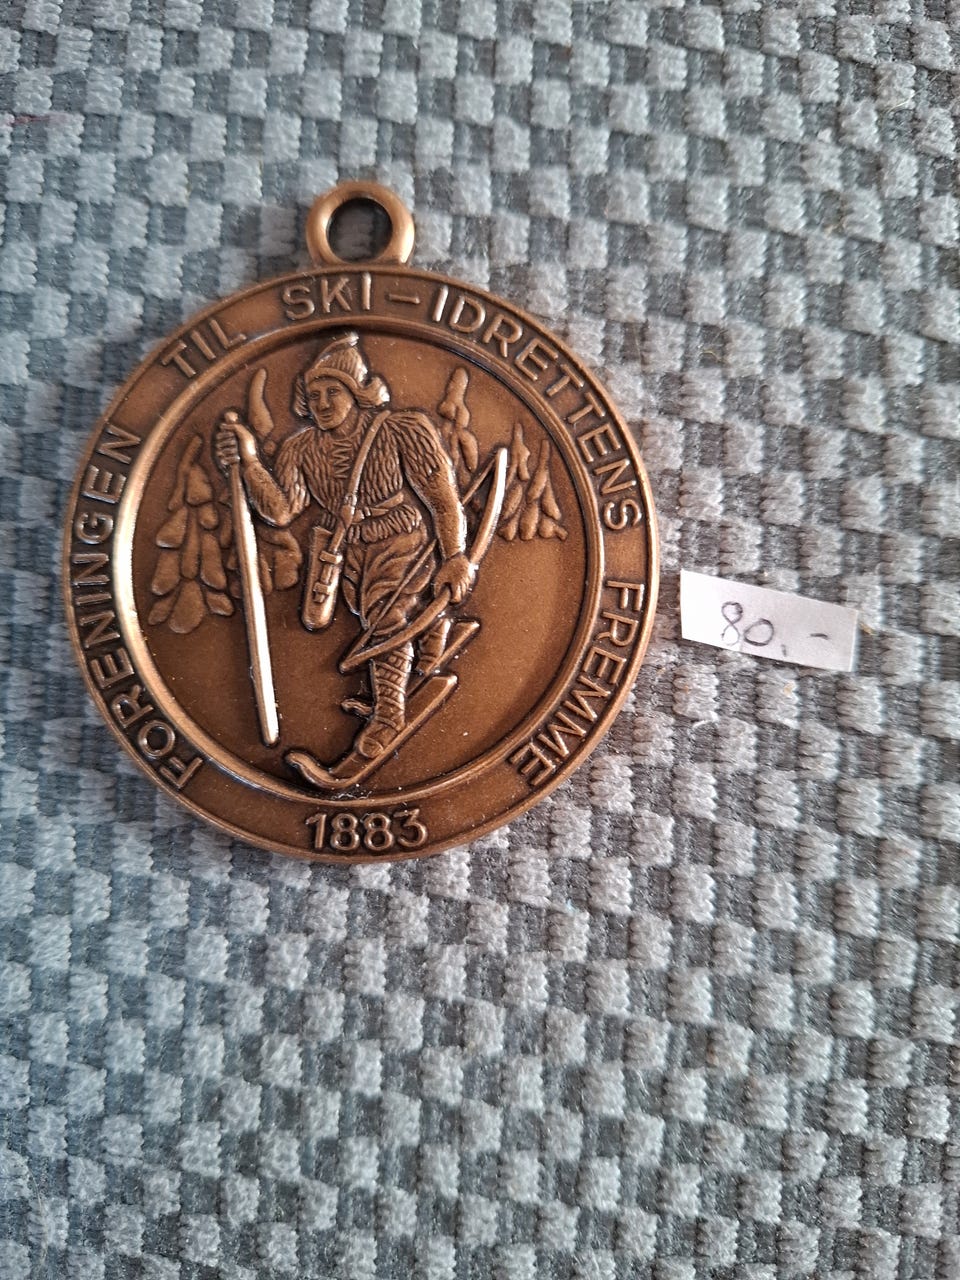 FORENINGEN TIL SKI-IDRETTENS FREMME
1883
80,-